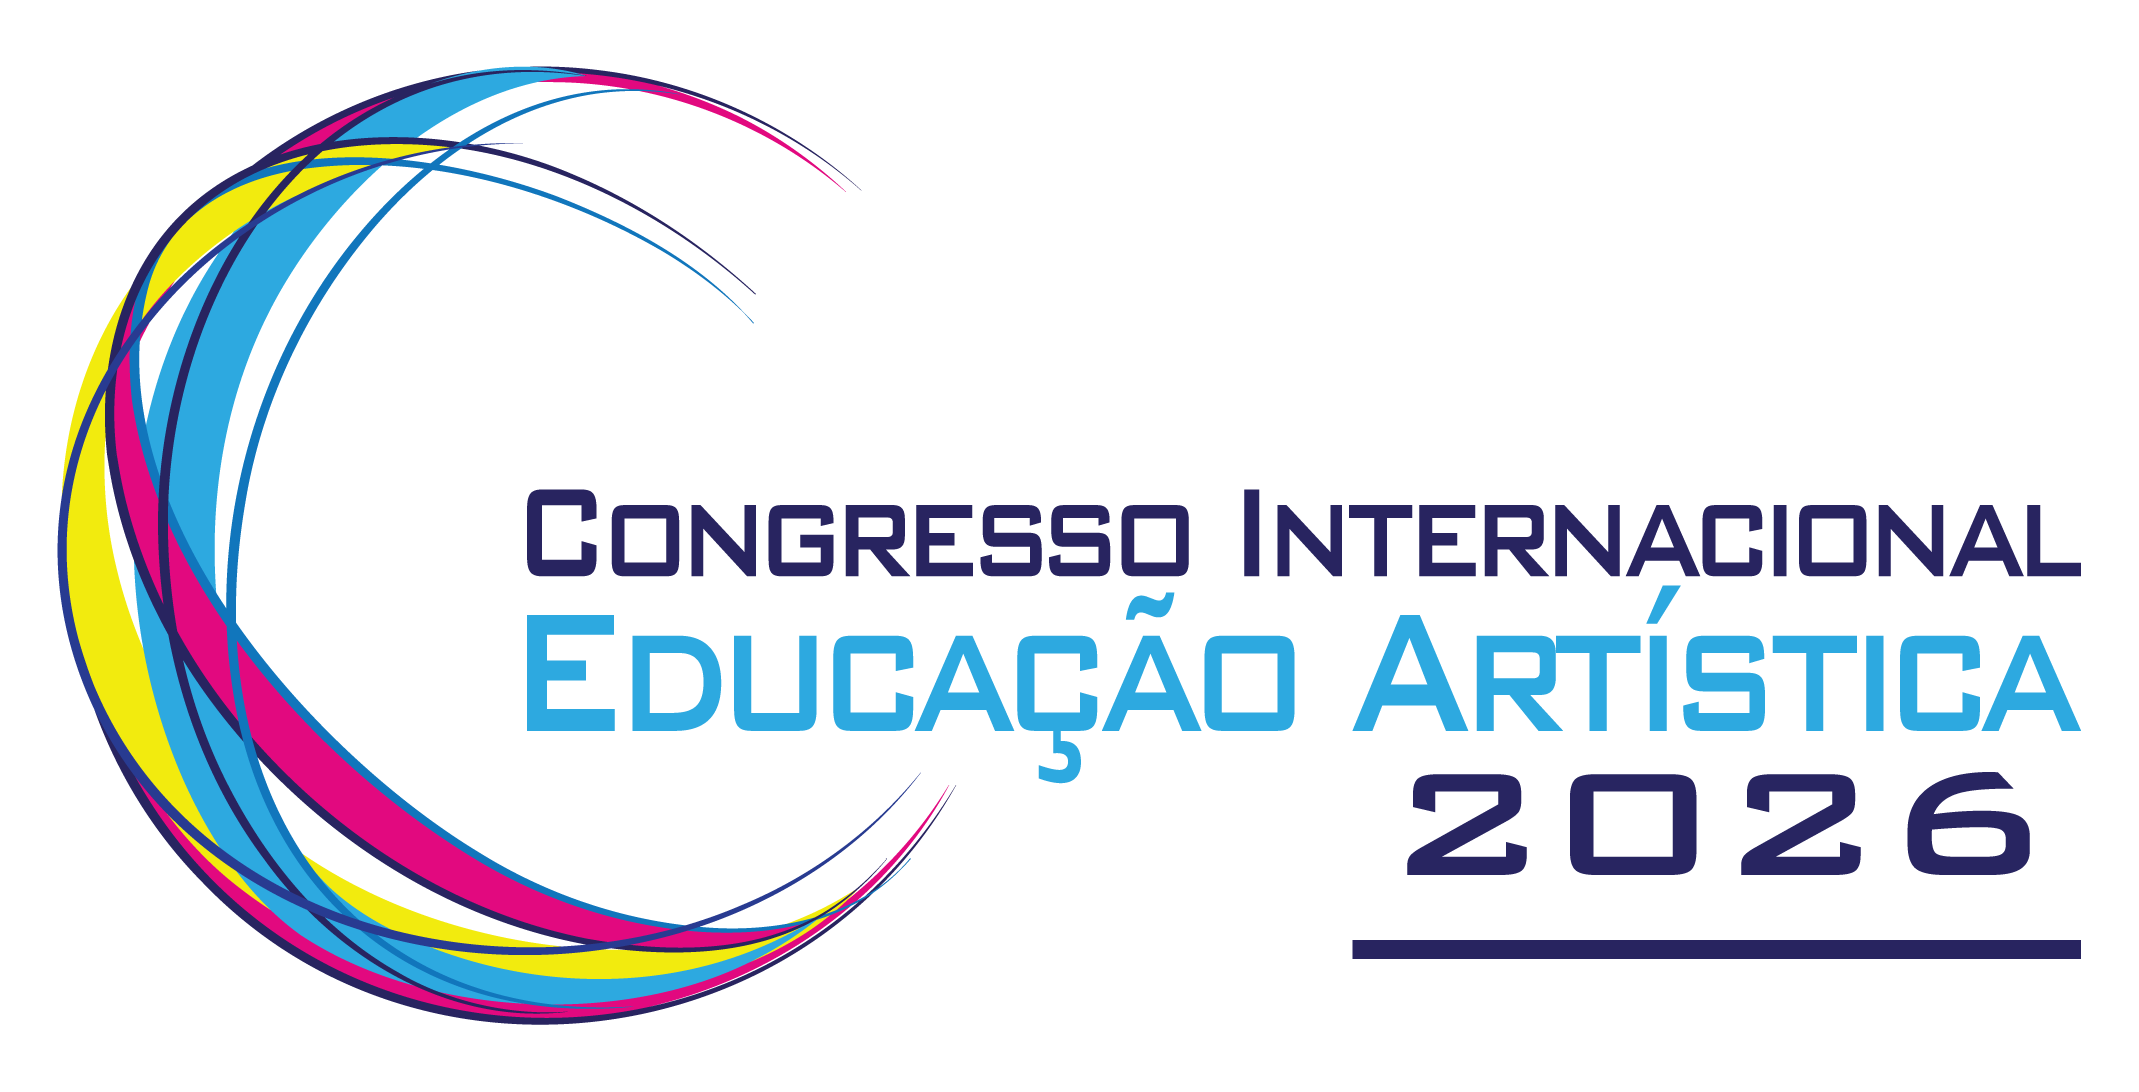 Congresso Internacional
Educação Artística
2026